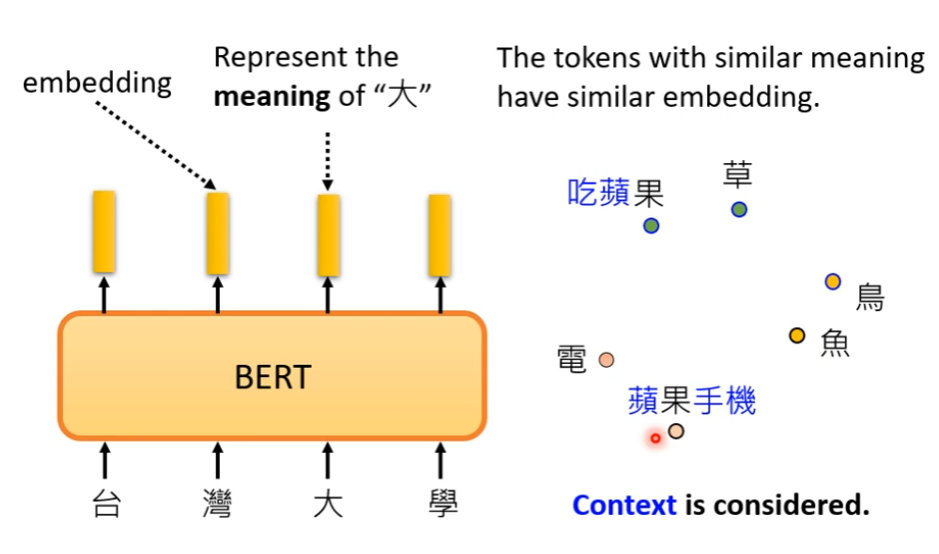 embedding
Represent the
meaning of “大”
BERT
台 灣 大 學
The tokens with similar meaning
have similar embedding.
吃蘋果
草
鳥
魚
電
蘋果手機
Context is considered.